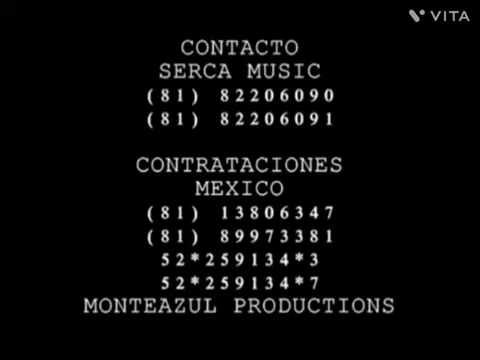 VITA
CONTACTO
SERCA MUSIC
(81) 82206090
(81) 82206091
CONTRATACIONES
MEXICO
(81) 13806347
(81) 89973381
52*259134*3
52*259134*7
MONTEAZUL PRODUCTIONS